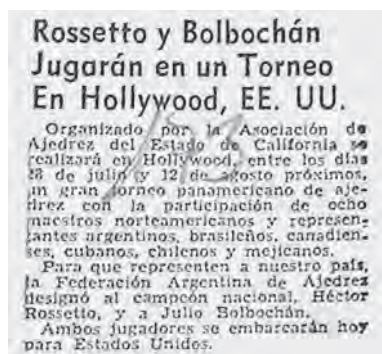 Rossetto y Bolbochán
Jugarán en un Torneo
En Hollywood, EE. UU.
Organizado por la Asociación de
Ajedrez del Estado de California se
realizará en Hollywood, entre los días
28 de julio y 12 de agosto próximos,
un gran torneo panamericano de aje-
drez con la participación de ocho
maestros norteamericanos y represen-
tantes argentinos, brasileños, canadien-
ses, cubanos, chilenos y mejicanos.
Para que representen a nuestro país,
la Federación Argentina de Ajedrez
designó al campeón nacional, Héctor
Rossetto, y a Julio Bolbochán.
Ambos jugadores se embarcarán hoy
para Estados Unidos.